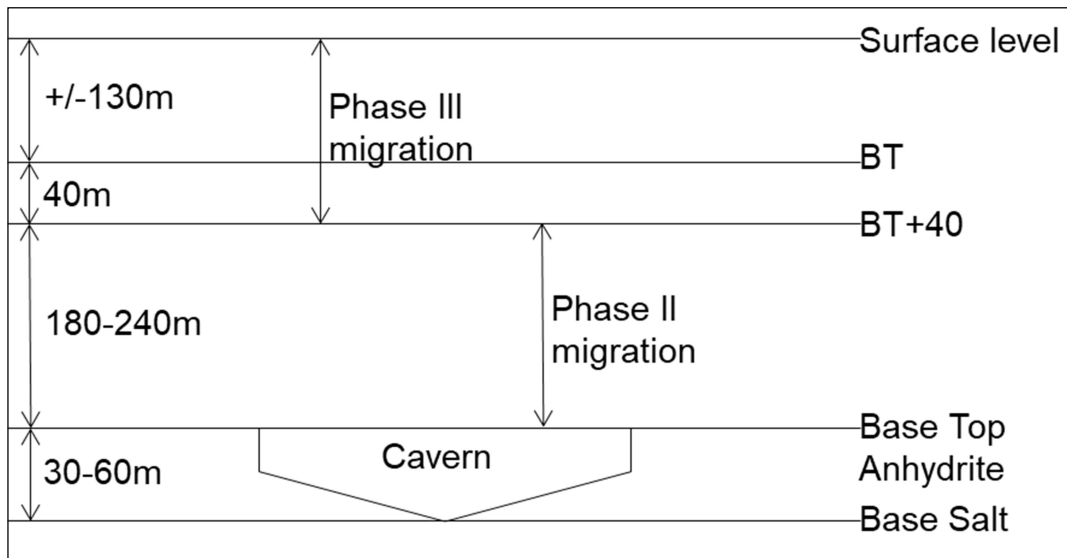 Surface level
+/-130m
Phase III
migration
BT
40m
BT+40
180-240m
Phase II
migration
Base Top
Anhydrite
Cavern
30-60m
Base Salt